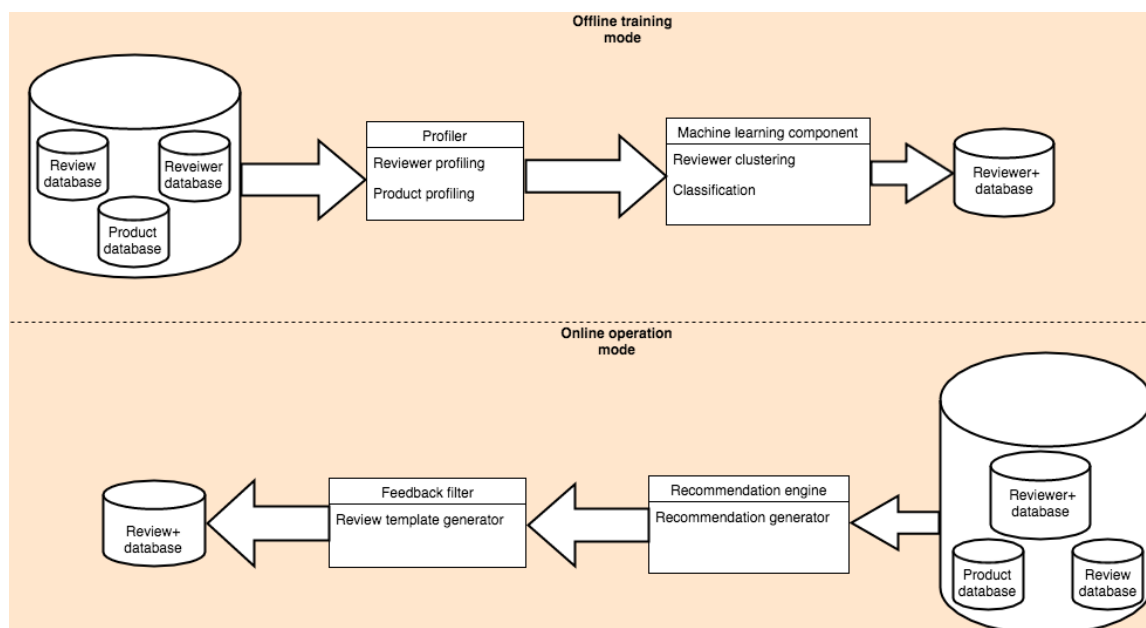 Offline training
mode
Review
database
Reveiwer
database
Product
database
Profiler
Reviewer profiling
Product profiling
Machine learning component
Reviewer clustering
Classification
Reviewer+
database
Online operation
mode
Review+
database
Feedback filter
Review template generator
Recommendation engine
Recommendation generator
Reviewer+
database
Product
database
Review
database